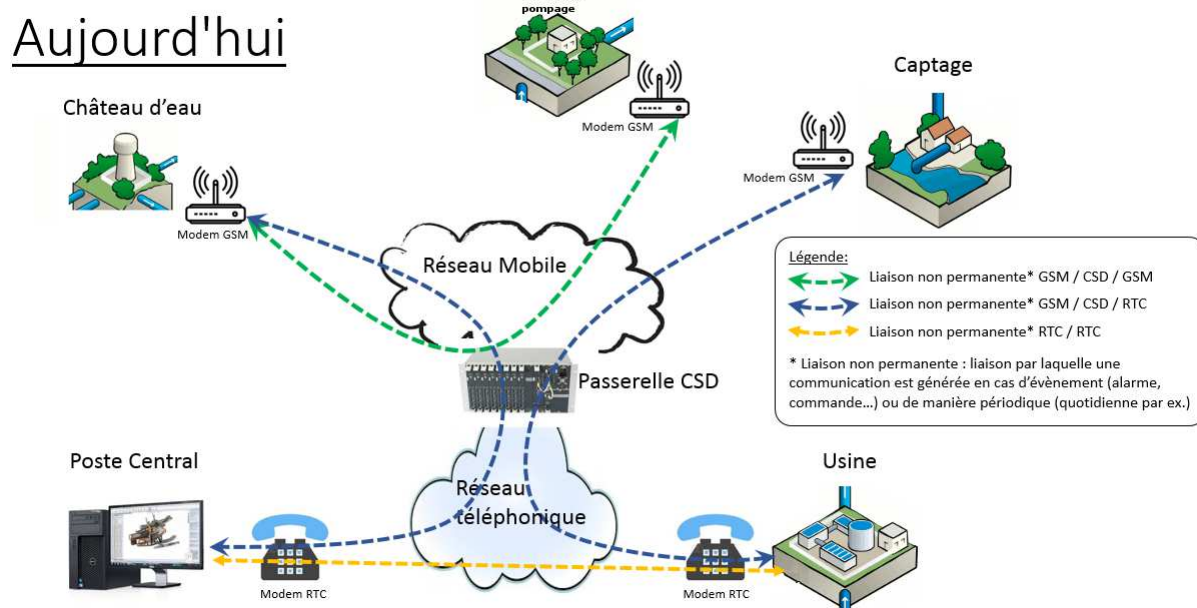 Aujourd'hui
pompage
Captage
Château d'eau
Modem GSM
Modem GSM
Modem GSM
Réseau Mobile
Légende:
Liaison non permanente* GSM / CSD / GSM
Liaison non permanente* GSM / CSD / RTC
Liaison non permanente* RTC / RTC
* Liaison non permanente : liaison par laquelle une
communication est générée en cas d'évènement (alarme,
commande...) ou de manière périodique (quotidienne par ex.)
Passerelle CSD
Poste Central
Usine
Réseau
téléphonique
Modem RTC
Modem RTC